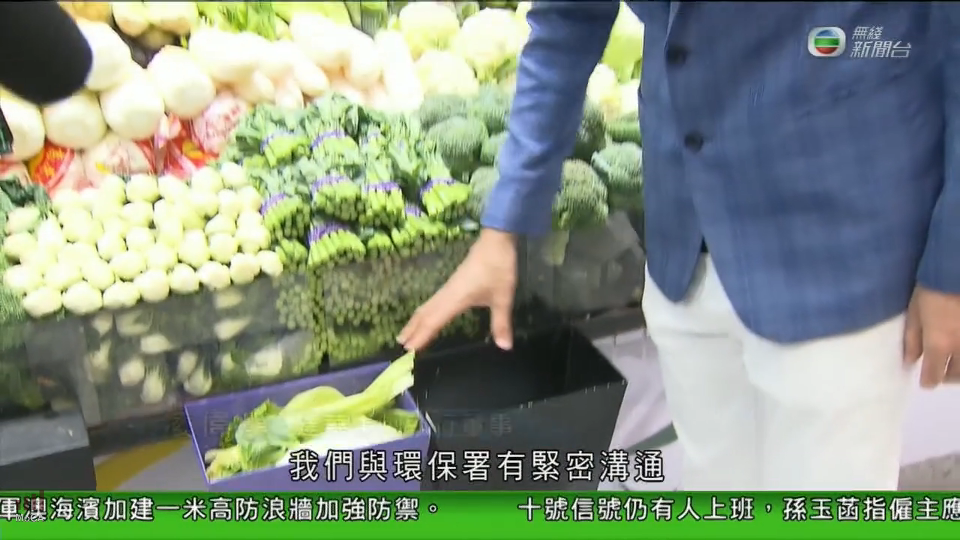 無綫
新聞台
我們與環保署有緊密溝通
軍澳海濱加建一米高防浪牆加強防禦。 十號信號仍有人上班，孫玉菡指僱主應